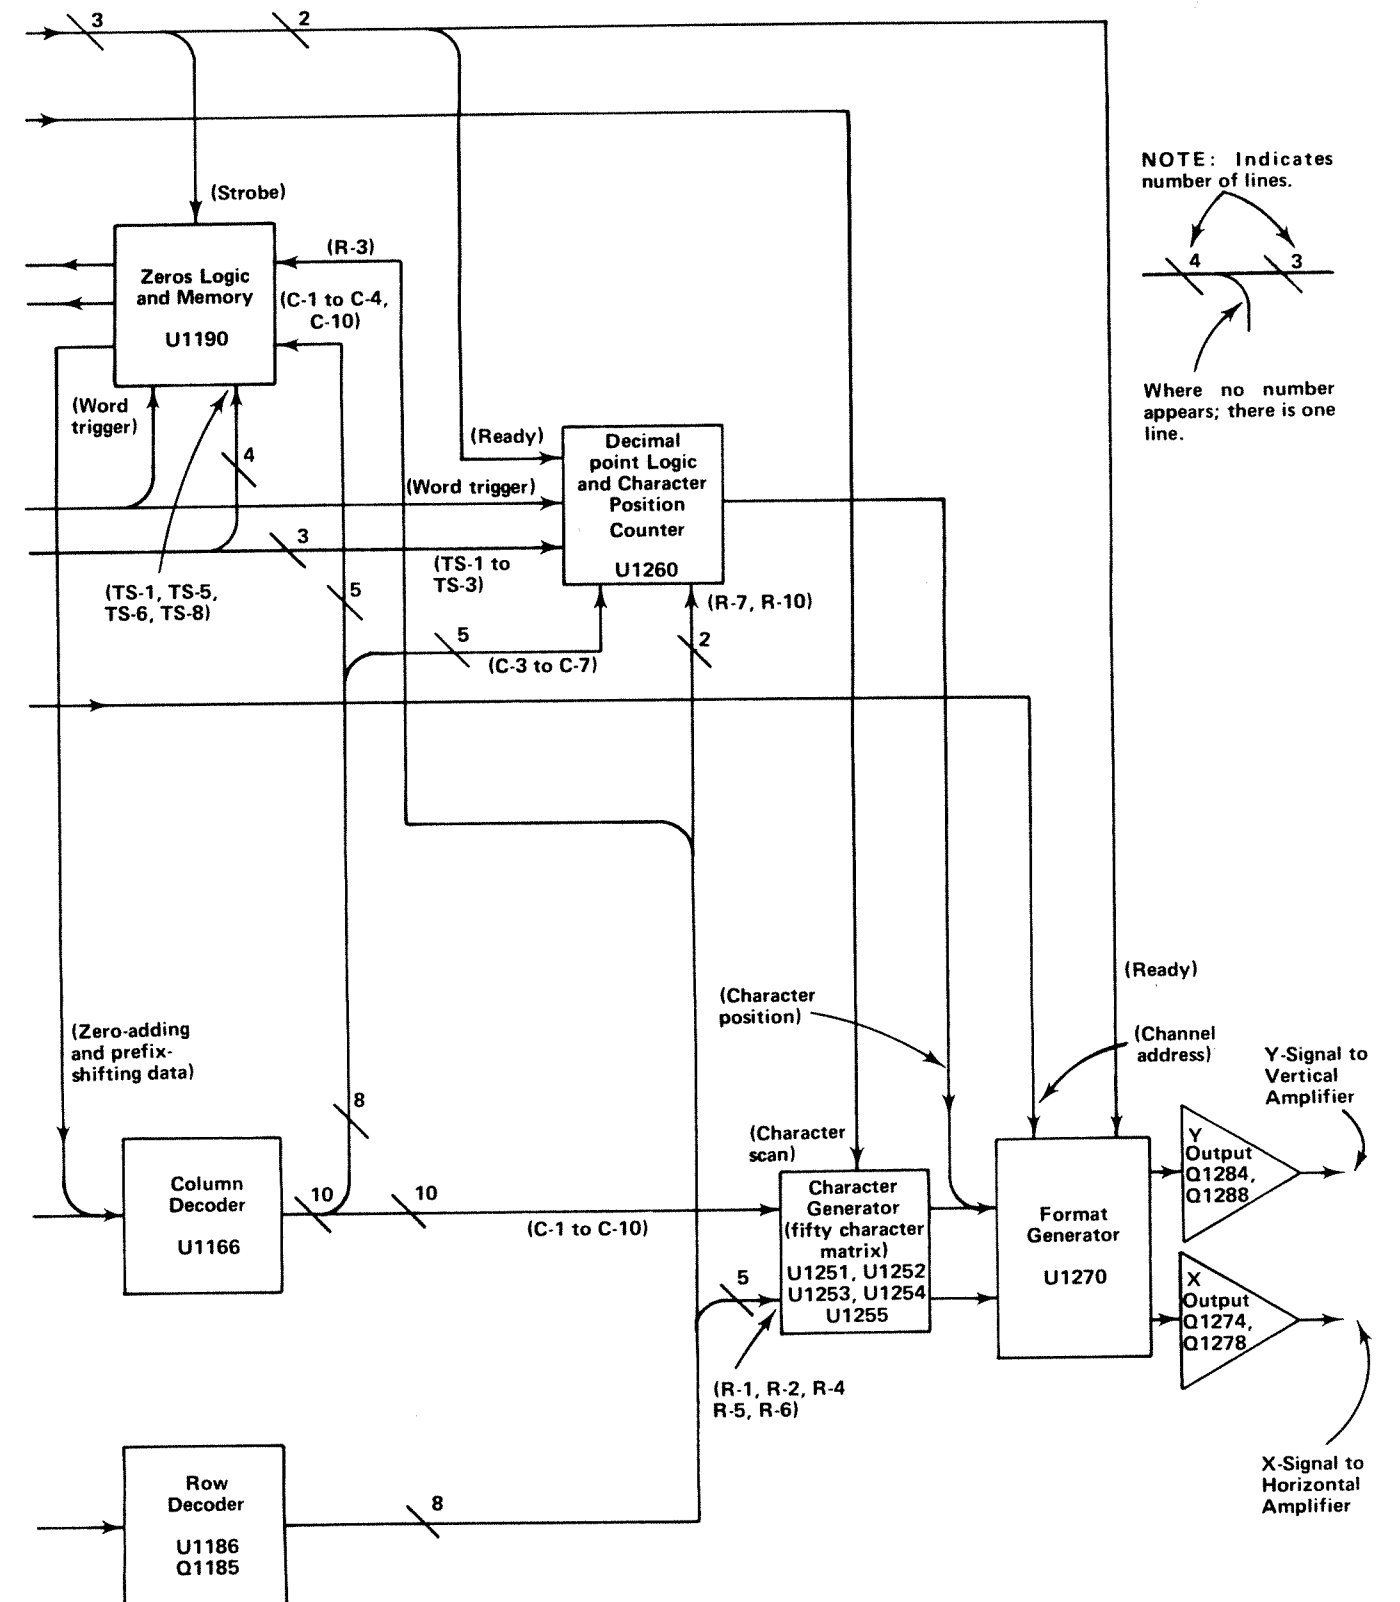 3
2
NOTE: Indicates
number of lines.
(Strobe)
4
3
Where no number
appears; there is one
line.
Zeros Logic
and Memory
U1190
(R-3)
(C-1 to C-4,
C-10)
(Word
trigger)
4
(Ready)
Decimal
point Logic
and Character
Position
Counter
U1260
(Word trigger)
3
(TS-1 to
TS-3)
(TS-1, TS-5,
TS-6, TS-8)
5
(R-7, R-10)
5
(C-3 to C-7)
2
(Ready)
(Character
position)
(Zero-adding
and prefix-
shifting data)
(Channel
address)
Y-Signal to
Vertical
Amplifier
8
(Character
scan)
Column
Decoder
U1166
10
10
(C-1 to C-10)
Character
Generator
(fifty character
matrix)
U1251, U1252
U1253, U1254
U1255
Format
Generator
U1270
Y
Output
Q1284,
Q1288
X
Output
Q1274,
Q1278
5
(R-1, R-2, R-4
R-5, R-6)
X-Signal to
Horizontal
Amplifier
Row
Decoder
U1186
Q1185
8